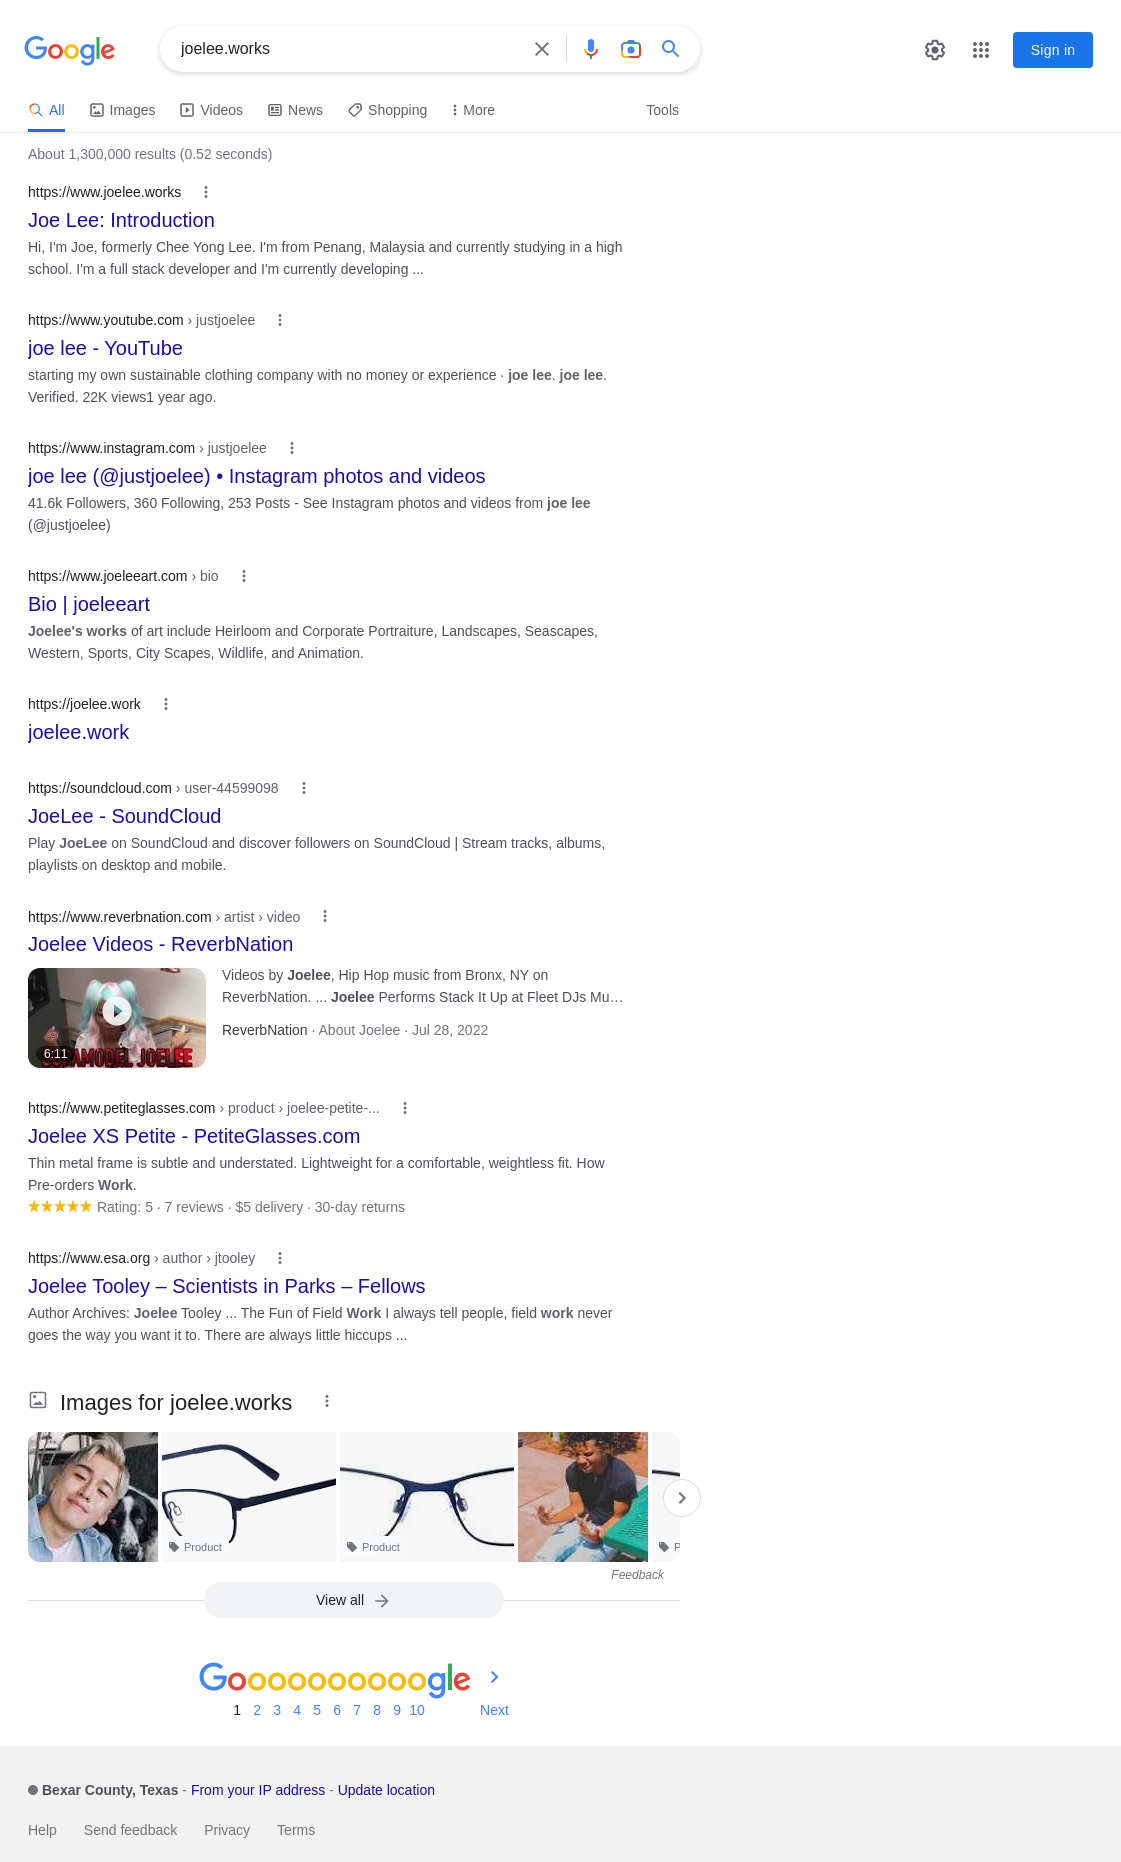 Google
joelee.works
Sign in
All
Images
Videos
News
Shopping
More
Tools
About 1,300,000 results (0.52 seconds)
https://www.joelee.works
Joe Lee: Introduction
Hi, I'm Joe, formerly Chee Yong Lee. I'm from Penang, Malaysia and currently studying in a high
school. I'm a full stack developer and I'm currently developing ...
https://www.youtube.com › justjoelee
joe lee - YouTube
starting my own sustainable clothing company with no money or experience · joe lee. joe lee.
Verified. 22K views1 year ago.
https://www.instagram.com › justjoelee
joe lee (@justjoelee) • Instagram photos and videos
41.6k Followers, 360 Following, 253 Posts - See Instagram photos and videos from joe lee
(@justjoelee)
https://www.joeleeart.com › bio
Bio | joeleeart
Joelee's works of art include Heirloom and Corporate Portraiture, Landscapes, Seascapes,
Western, Sports, City Scapes, Wildlife, and Animation.
https://joelee.work
joelee.work
https://soundcloud.com › user-44599098
JoeLee - SoundCloud
Play JoeLee on SoundCloud and discover followers on SoundCloud | Stream tracks, albums,
playlists on desktop and mobile.
https://www.reverbnation.com › artist › video
Joelee Videos - ReverbNation
Videos by Joelee, Hip Hop music from Bronx, NY on
ReverbNation. ... Joelee Performs Stack It Up at Fleet DJs Mu…
ReverbNation · About Joelee · Jul 28, 2022
6:11
JOELEE
https://www.petiteglasses.com › product › joelee-petite-...
Joelee XS Petite - PetiteGlasses.com
Thin metal frame is subtle and understated. Lightweight for a comfortable, weightless fit. How
Pre-orders Work.
Rating: 5 · 7 reviews · $5 delivery · 30-day returns
https://www.esa.org › author › jtooley
Joelee Tooley – Scientists in Parks – Fellows
Author Archives: Joelee Tooley ... The Fun of Field Work I always tell people, field work never
goes the way you want it to. There are always little hiccups ...
Images for joelee.works
Product
Product
P
Feedback
View all
Goooooooooogle
1 2 3 4 5 6 7 8 9 10 Next
Bexar County, Texas - From your IP address - Update location
Help Send feedback Privacy Terms